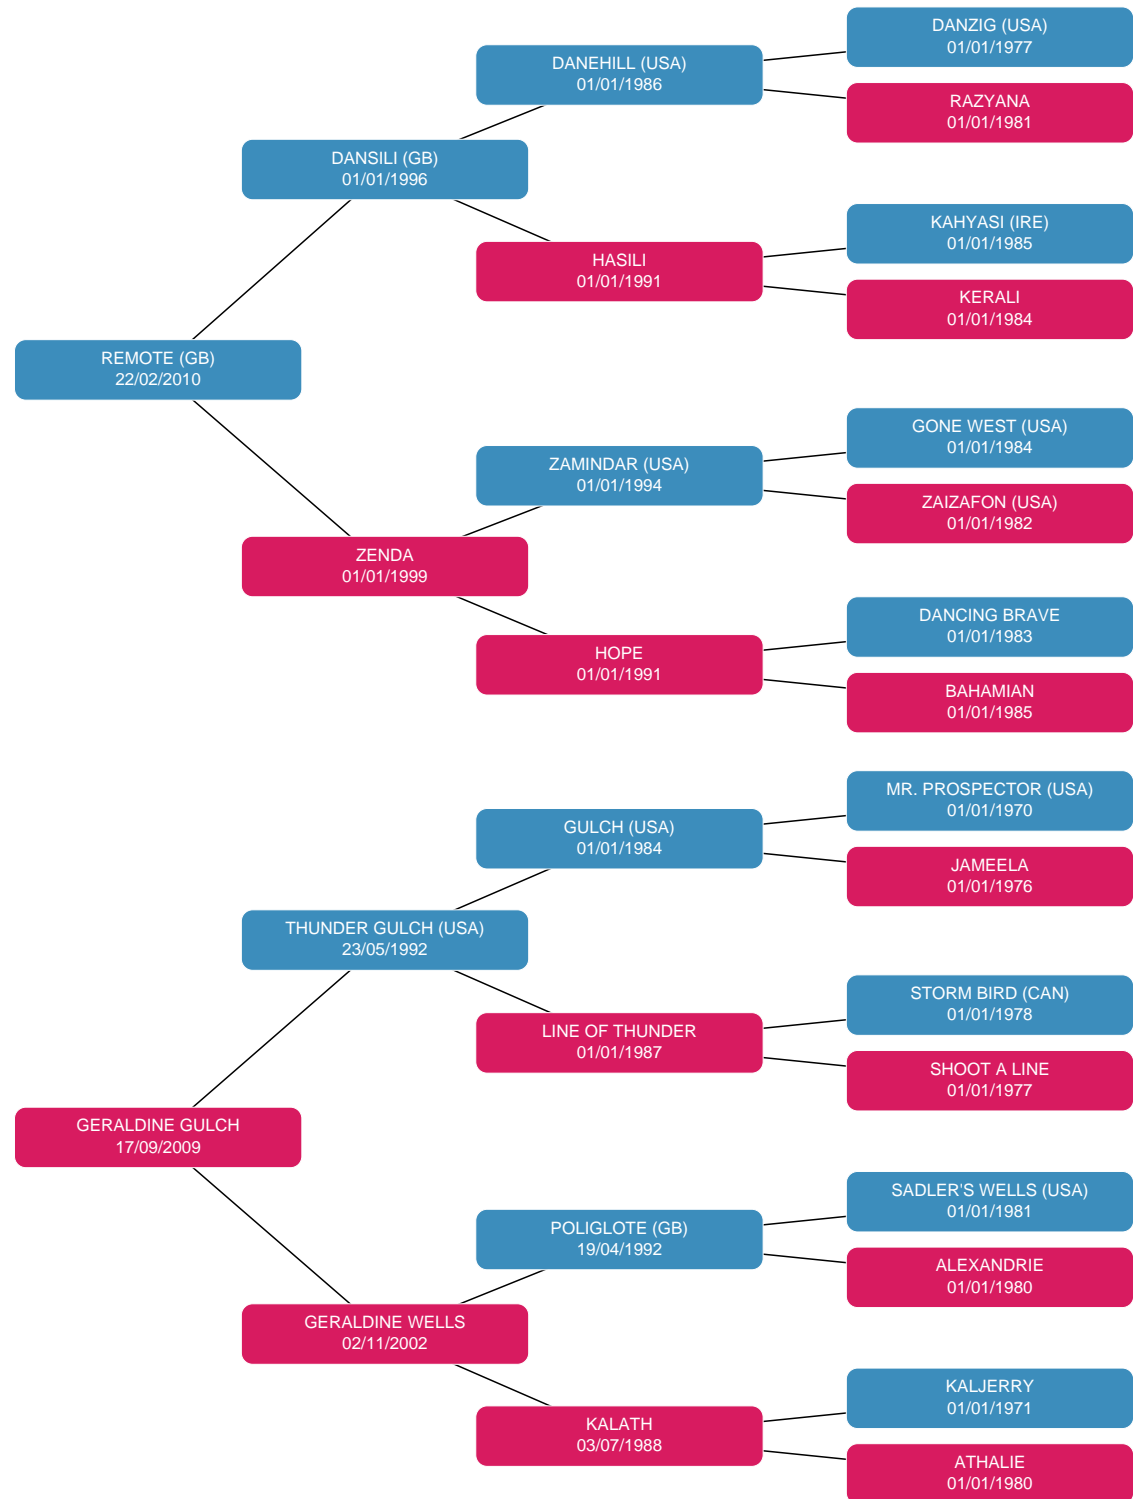 DANZIG (USA)
01/01/1977
DANEHILL (USA)
01/01/1986
RAZYANA
01/01/1981
DANSILI (GB)
01/01/1996
KAHYASI (IRE)
01/01/1985
HASILI
01/01/1991
KERALI
01/01/1984
REMOTE (GB)
22/02/2010
GONE WEST (USA)
01/01/1984
ZAMINDAR (USA)
01/01/1994
ZAIZAFON (USA)
01/01/1982
ZENDA
01/01/1999
DANCING BRAVE
01/01/1983
HOPE
01/01/1991
BAHAMIAN
01/01/1985
MR. PROSPECTOR (USA)
01/01/1970
GULCH (USA)
01/01/1984
JAMEELA
01/01/1976
THUNDER GULCH (USA)
23/05/1992
STORM BIRD (CAN)
01/01/1978
LINE OF THUNDER
01/01/1987
SHOOT A LINE
01/01/1977
GERALDINE GULCH
17/09/2009
SADLER'S WELLS (USA)
01/01/1981
POLIGLOTE (GB)
19/04/1992
ALEXANDRIE
01/01/1980
GERALDINE WELLS
02/11/2002
KALJERRY
01/01/1971
KALATH
03/07/1988
ATHALIE
01/01/1980